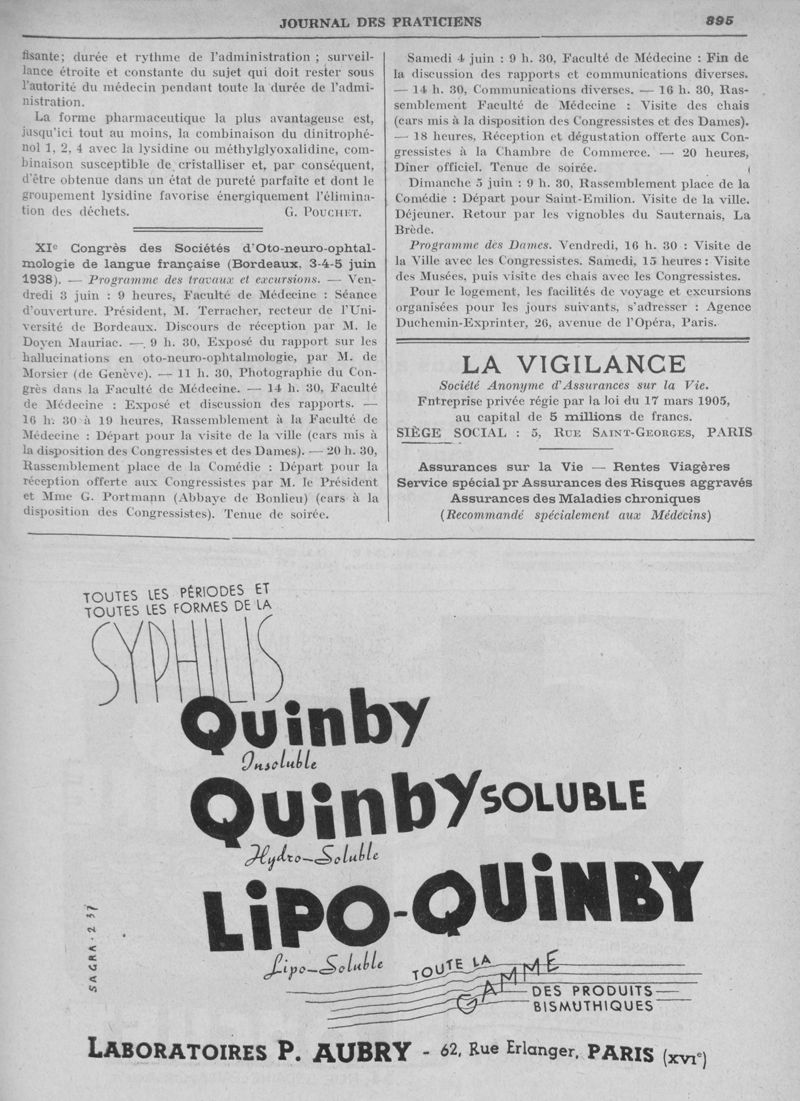 JOURNAL DES PRATICIENS 895
fisante; durée et rythme de l'administration ; surveil-
lance étroite et constante du sujet qui doit rester sous
l'autorité du médecin pendant toute la durée de l'admi-
nistration.
La forme pharmaceutique la plus avantageuse est,
jusqu'ici tout au moins, la combinaison du dinitrophé-
nol 1, 2, 4 avec la lysidine ou méthylglyoxalidine, com-
binaison susceptible de cristalliser et, par conséquent,
d'être obtenue dans un état de pureté parfaite et dont le
groupement lysidine favorise énergiquement l'élimina-
tion des déchets. G. POUCHET.
XIe Congrès des Sociétés d'Oto-neuro-ophtal-
mologie de langue française (Bordeaux, 3-4-5 juin
1938). — Programme des travaux et excursions. — Ven-
dredi 3 juin : 9 heures, Faculté de Médecine : Séance
d'ouverture. Président, M. Terracher, recteur de l'Uni-
versité de Bordeaux. Discours de réception par M. le
Doyen Mauriac. — 9 h. 30, Exposé du rapport sur les
hallucinations en oto-neuro-ophtalmologie, par M. de
Morsier (de Genève). — 11 h. 30, Photographie du Con-
grès dans la Faculté de Médecine. — 14 h. 30, Faculté
de Médecine : Exposé et discussion des rapports. —
16 h. 30 à 19 heures, Rassemblement à la Faculté de
Médecine : Départ pour la visite de la ville (cars mis à
la disposition des Congressistes et des Dames). — 20 h. 30,
Rassemblement place de la Comédie : Départ pour la
réception offerte aux Congressistes par M. le Président
et Mme G. Portmann (Abbaye de Bonlieu) (cars à la
disposition des Congressistes). Tenue de soirée.
Samedi 4 juin : 9 h. 30, Faculté de Médecine : Fin de
la discussion des rapports et communications diverses.
— 14 h. 30, Communications diverses. — 16 h. 30, Ras-
semblement Faculté de Médecine : Visite des chais
(cars mis à la disposition des Congressistes et des Dames).
— 18 heures, Réception et dégustation offerte aux Con-
gressistes à la Chambre de Commerce. — 20 heures,
Dîner officiel. Tenue de soirée.
Dimanche 5 juin : 9 h. 30, Rassemblement place de la
Comédie : Départ pour Saint-Emilion. Visite de la ville.
Déjeuner. Retour par les vignobles du Sauternais, La
Brède.
Programme des Dames. Vendredi, 16 h. 30 : Visite de
la Ville avec les Congressistes. Samedi, 15 heures : Visite
des Musées, puis visite des chais avec les Congressistes.
Pour le logement, les facilités de voyage et excursions
organisées pour les jours suivants, s'adresser : Agence
Duchemin-Exprinter, 26, avenue de l'Opéra, Paris.
LA VIGILANCE
Société Anonyme d'Assurances sur la Vie.
Entreprise privée régie par la loi du 17 mars 1905,
au capital de 5 millions de francs.
SIÈGE SOCIAL : 5, RUE SAINT-GEORGES, PARIS
Assurances sur la Vie — Rentes Viagères
Service spécial pr Assurances des Risques aggravés
Assurances des Maladies chroniques
(Recommandé spécialement aux Médecins)
TOUTES LES PÉRIODES ET
TOUTES LES FORMES DE LA
SYPHILIS
Quinby
Insoluble
Quinby SOLUBLE
Hydro-Soluble
LiPO-QUiNBY
Lipo-Soluble
TOUTE LA
GAMME
DES PRODUITS
BISMUTHIQUES
SAGRA. 2 37
LABORATOIRES P. AUBRY - 62, Rue Erlanger, PARIS (XVIe)